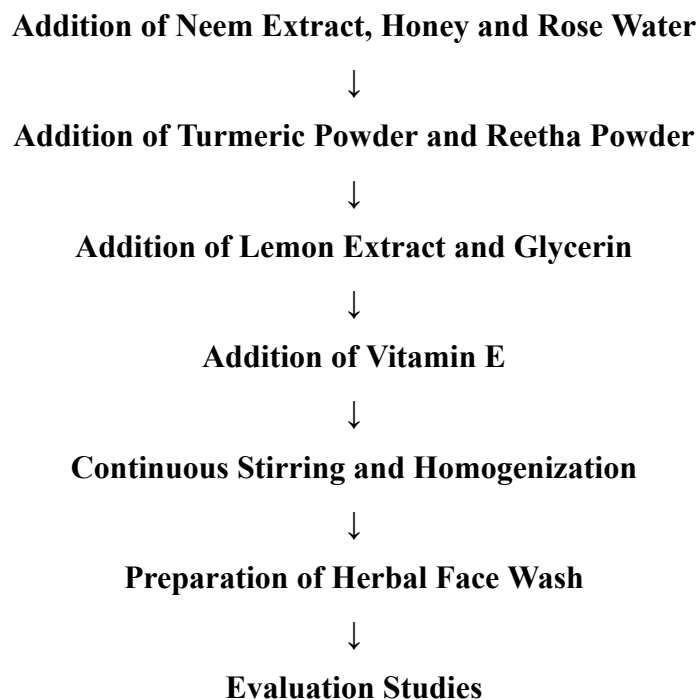 Addition of Neem Extract, Honey and Rose Water
↓
Addition of Turmeric Powder and Reetha Powder
↓
Addition of Lemon Extract and Glycerin
↓
Addition of Vitamin E
↓
Continuous Stirring and Homogenization
↓
Preparation of Herbal Face Wash
↓
Evaluation Studies